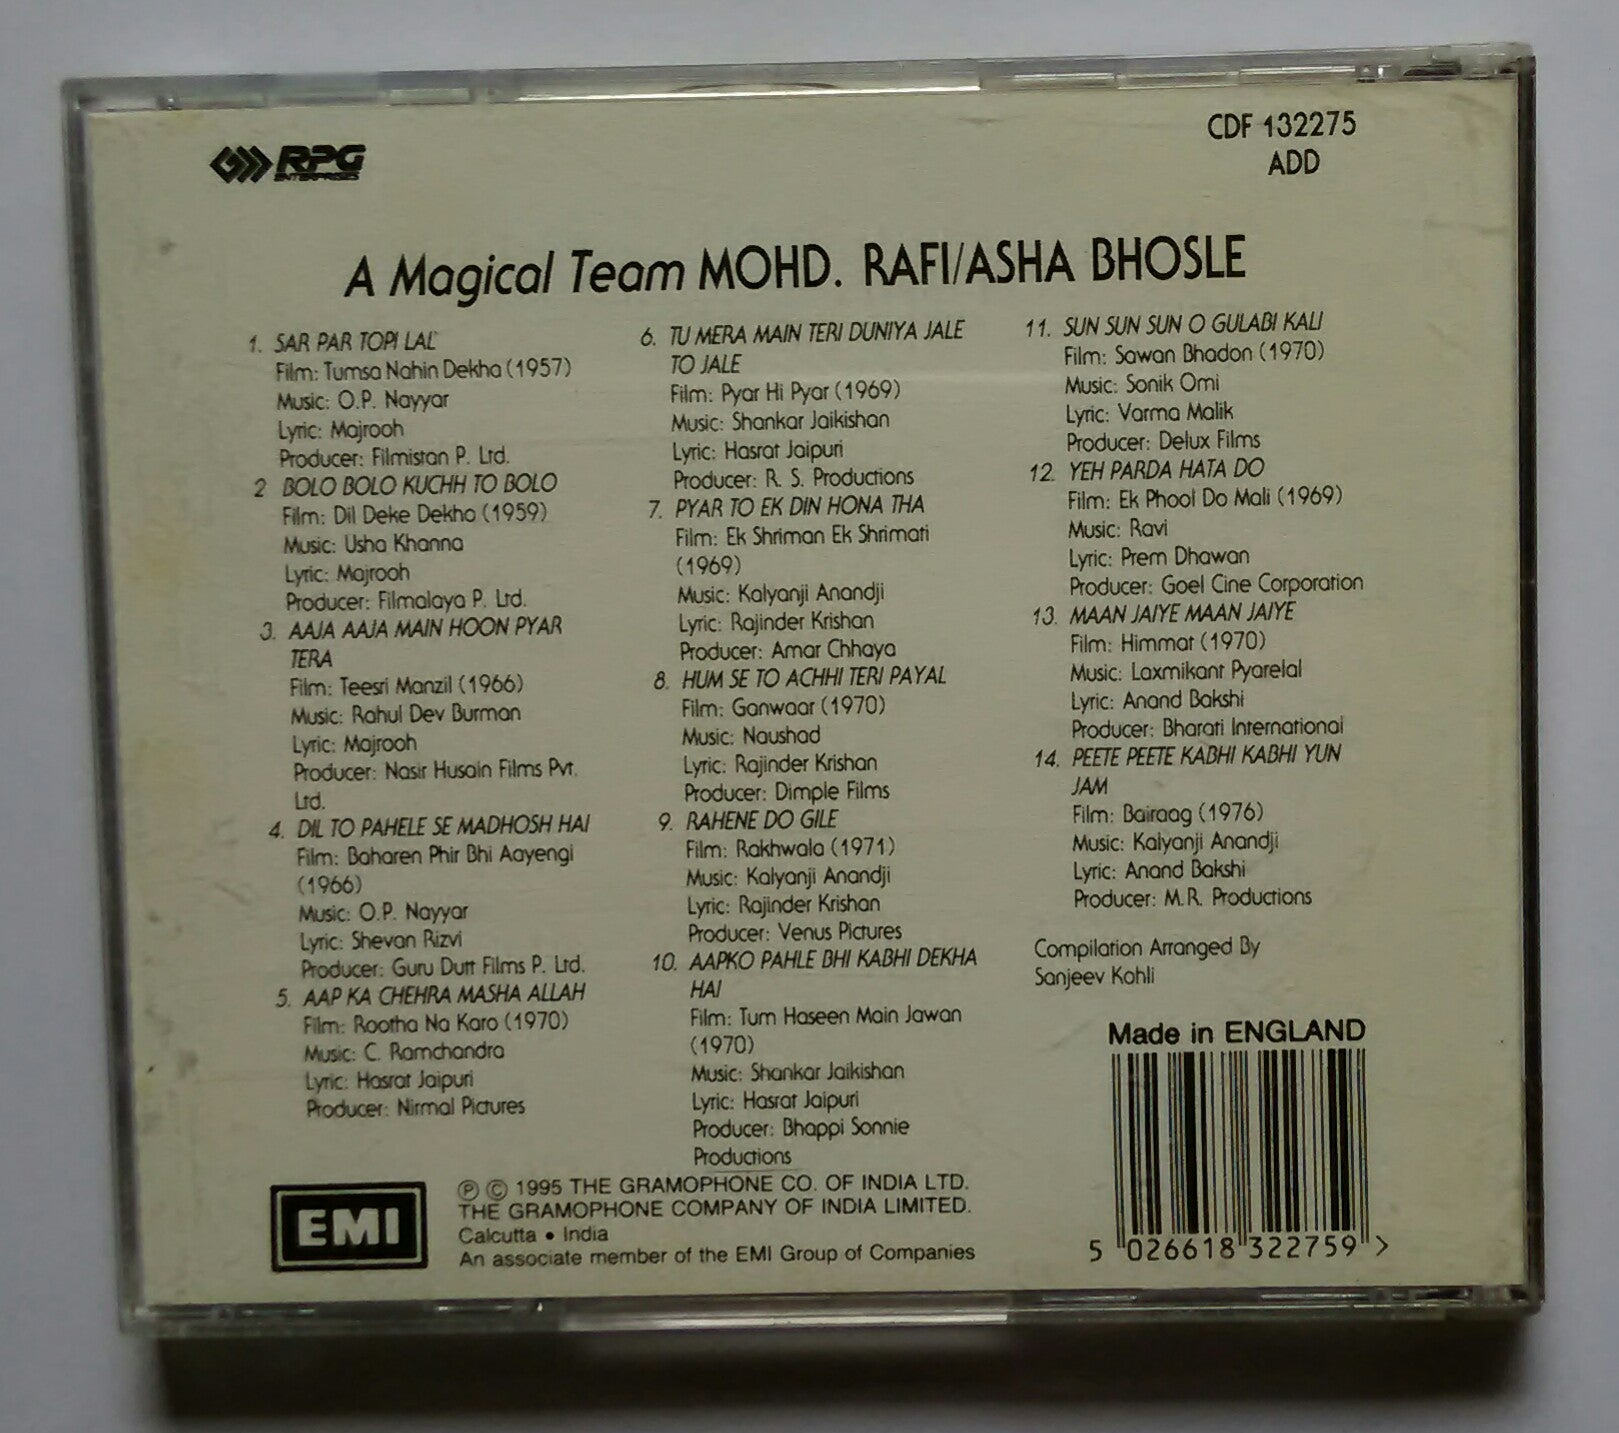 RPG
ENTERPRISES
CDF 132275
ADD
A Magical Team MOHD. RAFI/ASHA BHOSLE
1. SAR PAR TOPI LAL
Film: Tumsa Nahin Dekha (1957)
Music: O.P. Nayyar
Lyric: Majrooh
Producer: Filmistan P. Ltd.
2 BOLO BOLO KUCHH TO BOLO
Film: Dil Deke Dekho (1959)
Music: Usha Khanna
Lyric: Majrooh
Producer: Filmalaya P. Ltd.
3. AAJA AAJA MAIN HOON PYAR
TERA
Film: Teesri Manzil (1966)
Music: Rahul Dev Burman
Lyric: Majrooh
Producer: Nasir Husain Films Pvt.
Ltd.
4. DIL TO PAHELE SE MADHOSH HAI
Film: Baharen Phir Bhi Aayengi
(1966)
Music: O.P. Nayyar
Lyric: Shevan Rizvi
Producer: Guru Dutt Films P. Ltd.
5. AAP KA CHEHRA MASHA ALLAH
Film: Rootha Na Karo (1970)
Music: C. Ramchandra
Lyric: Hasrat Jaipuri
Producer: Nirmal Pictures
6. TU MERA MAIN TERI DUNIYA JALE
TO JALE
Film: Pyar Hi Pyar (1969)
Music: Shankar Jaikishan
Lyric: Hasrat Jaipuri
Producer: R. S. Productions
7. PYAR TO EK DIN HONA THA
Film: Ek Shriman Ek Shrimati
(1969)
Music: Kalyanji Anandji
Lyric: Rajinder Krishan
Producer: Amar Chhaya
8. HUM SE TO ACHHI TERI PAYAL
Film: Ganwaar (1970)
Music: Naushad
Lyric: Rajinder Krishan
Producer: Dimple Films
9. RAHENE DO GILE
Film: Rakhwala (1971)
Music: Kalyanji Anandji
Lyric: Rajinder Krishan
Producer: Venus Pictures
10. AAPKO PAHLE BHI KABHI DEKHA
HAI
Film: Tum Haseen Main Jawan
(1970)
Music: Shankar Jaikishan
Lyric: Hasrat Jaipuri
Producer: Bhappi Sonnie
Productions
11. SUN SUN SUN O GULABI KALI
Film: Sawan Bhadon (1970)
Music: Sonik Omi
Lyric: Varma Malik
Producer: Delux Films
12. YEH PARDA HATA DO
Film: Ek Phool Do Mali (1969)
Music: Ravi
Lyric: Prem Dhawan
Producer: Goel Cine Corporation
13. MAAN JAIYE MAAN JAIYE
Film: Himmat (1970)
Music: Laxmikant Pyarelal
Lyric: Anand Bakshi
Producer: Bharati International
14. PEETE PEETE KABHI KABHI YUN
JAM
Film: Bairaag (1976)
Music: Kalyanji Anandji
Lyric: Anand Bakshi
Producer: M.R. Productions
Compilation Arranged By
Sanjeev Kohli
Made in ENGLAND
5 026618 322759 >
EMI
Ⓟ © 1995 THE GRAMOPHONE CO. OF INDIA LTD.
THE GRAMOPHONE COMPANY OF INDIA LIMITED.
Calcutta • India
An associate member of the EMI Group of Companies